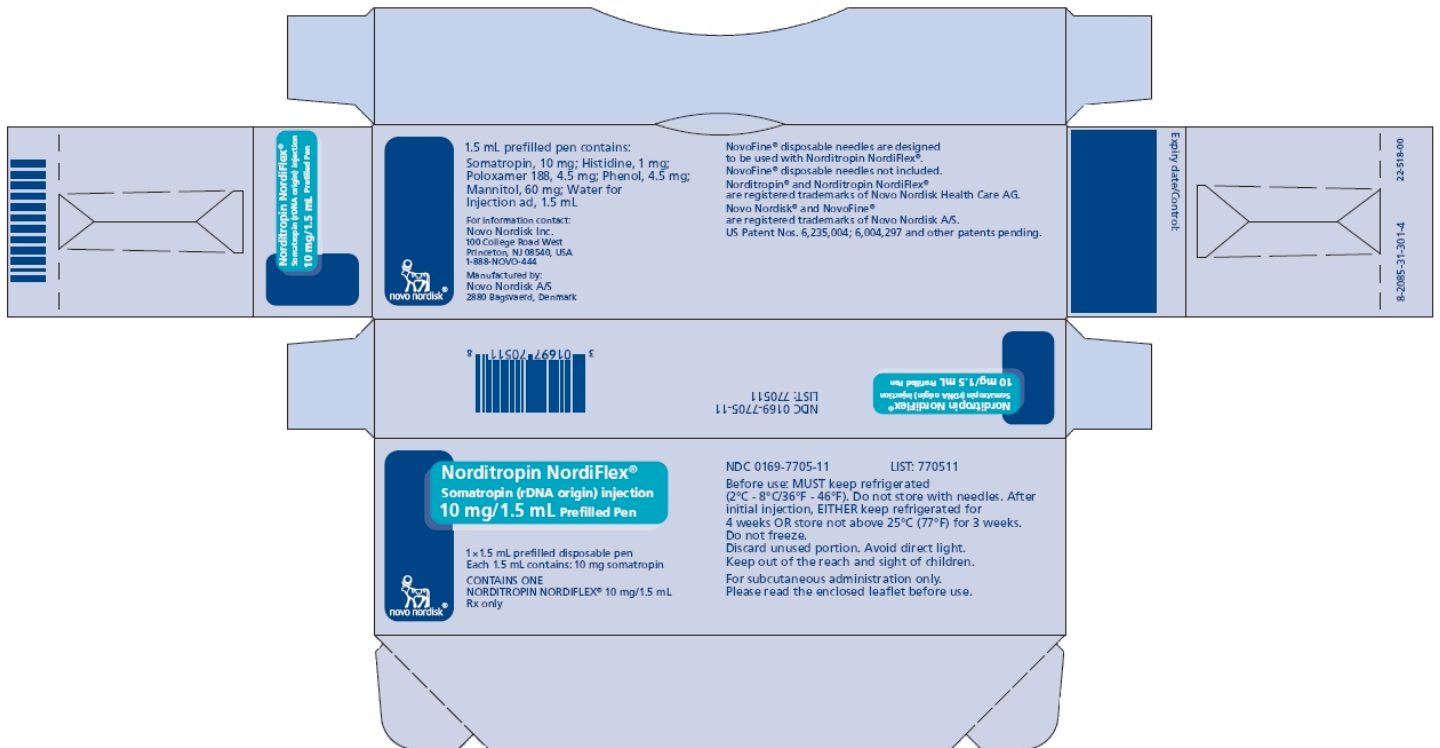 Norditropin NordiFlex®
Somatropin (rDNA origin) injection
10 mg/1.5 mL Prefilled Pen
1.5 mL prefilled pen contains:
Somatropin, 10 mg; Histidine, 1 mg;
Poloxamer 188, 4.5 mg; Phenol, 4.5 mg;
Mannitol, 60 mg; Water for
Injection ad, 1.5 mL
For information contact:
Novo Nordisk Inc.
100 College Road West
Princeton, NJ 08540, USA
1-888-NOVO-444
Manufactured by:
Novo Nordisk A/S
2880 Bagsvaerd, Denmark
novo nordisk®
NovoFine® disposable needles are designed
to be used with Norditropin NordiFlex®.
NovoFine® disposable needles not included.
Norditropin® and Norditropin NordiFlex®
are registered trademarks of Novo Nordisk Health Care AG.
Novo Nordisk® and NovoFine®
are registered trademarks of Novo Nordisk A/S.
US Patent Nos. 6,235,004; 6,004,297 and other patents pending.
Expiry date/Control:
22-518-00
8-2085-31-301-4
3 01697 70511 8
NDC 0169-7705-11
LIST: 770511
Norditropin NordiFlex®
Somatropin (rDNA origin) injection
10 mg/1.5 mL Prefilled Pen
Norditropin NordiFlex®
Somatropin (rDNA origin) injection
10 mg/1.5 mL Prefilled Pen
1×1.5 mL prefilled disposable pen
Each 1.5 mL contains: 10 mg somatropin
CONTAINS ONE
NORDITROPIN NORDIFLEX® 10 mg/1.5 mL
Rx only
novo nordisk®
NDC 0169-7705-11 LIST: 770511
Before use: MUST keep refrigerated
(2°C - 8°C/36°F - 46°F). Do not store with needles. After
initial injection, EITHER keep refrigerated for
4 weeks OR store not above 25°C (77°F) for 3 weeks.
Do not freeze.
Discard unused portion. Avoid direct light.
Keep out of the reach and sight of children.
For subcutaneous administration only.
Please read the enclosed leaflet before use.